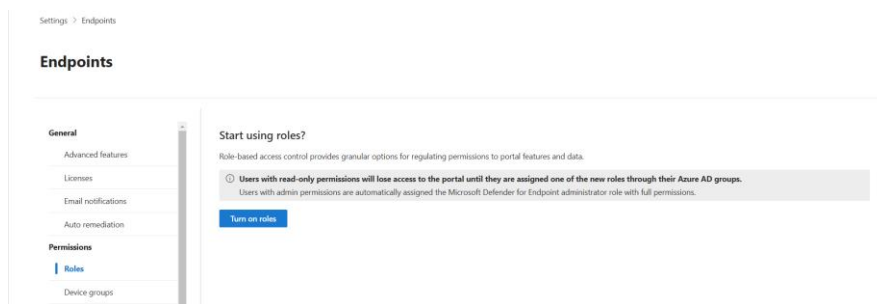 Settings > Endpoints
Endpoints
General
Advanced features
Licenses
Email notifications
Auto remediation
Permissions
Roles
Device groups
Start using roles?
Role-based access control provides granular options for regulating permissions to portal features and data.
Users with read-only permissions will lose access to the portal until they are assigned one of the new roles through their Azure AD groups.
Users with admin permissions are automatically assigned the Microsoft Defender for Endpoint administrator role with full permissions.
Turn on roles